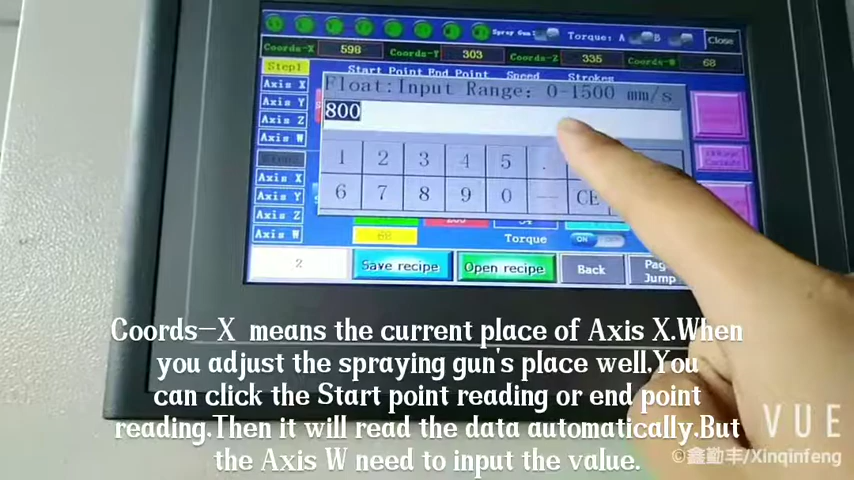 Spray Gun: Torque: A B Close
Coords-X 598 Coords-Y 303 Coords-Z 335 Coords-W 68
Step1 Start Point End Point Speed Strokes
Axis X
Axis Y
Axis Z
Axis W
Axis X
Axis Y
Axis Z
Axis W
Float:Input Range: 0-1500 mm/s
800
1 2 3 4 5 .
6 7 8 9 0 — CE
68 Torque ON
2 Save recipe Open recipe Back Page Jump
Coords-X means the current place of Axis X.When
you adjust the spraying gun's place well,You
can click the Start point reading or end point
reading.Then it will read the data automatically.But
the Axis W need to input the value.
VUE
©鑫勤丰/Xinqinfeng